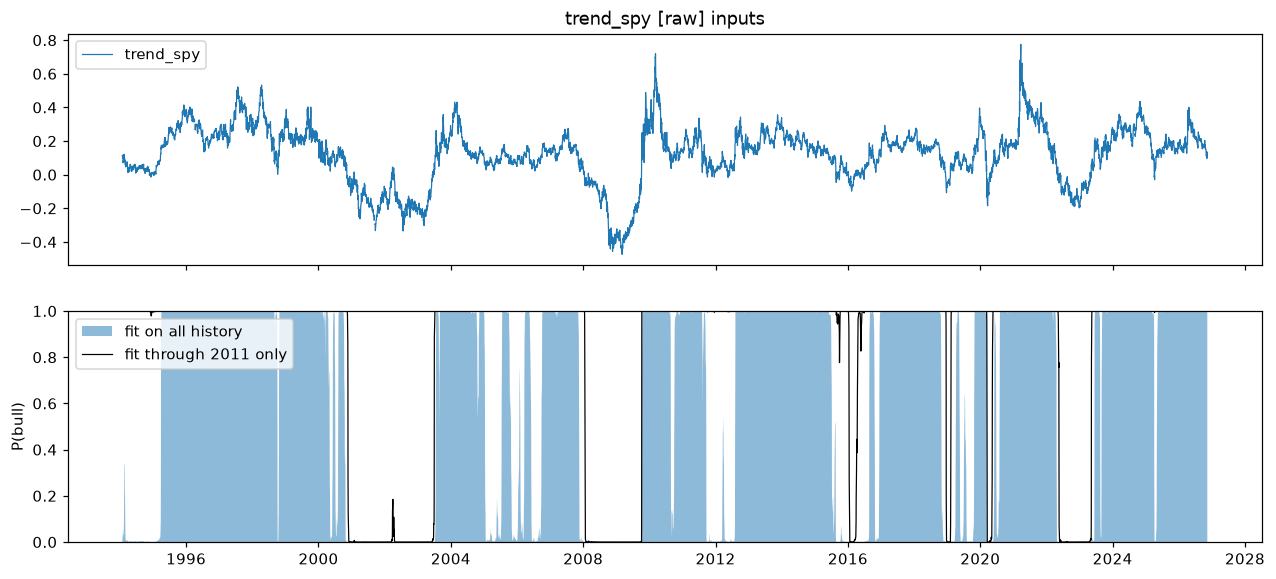 trend_spy [raw] inputs
0.8
0.6
0.4
0.2
0.0
−0.2
−0.4
trend_spy
1.0
0.8
0.6
0.4
0.2
0.0
P(bull)
fit on all history
fit through 2011 only
1996 2000 2004 2008 2012 2016 2020 2024 2028